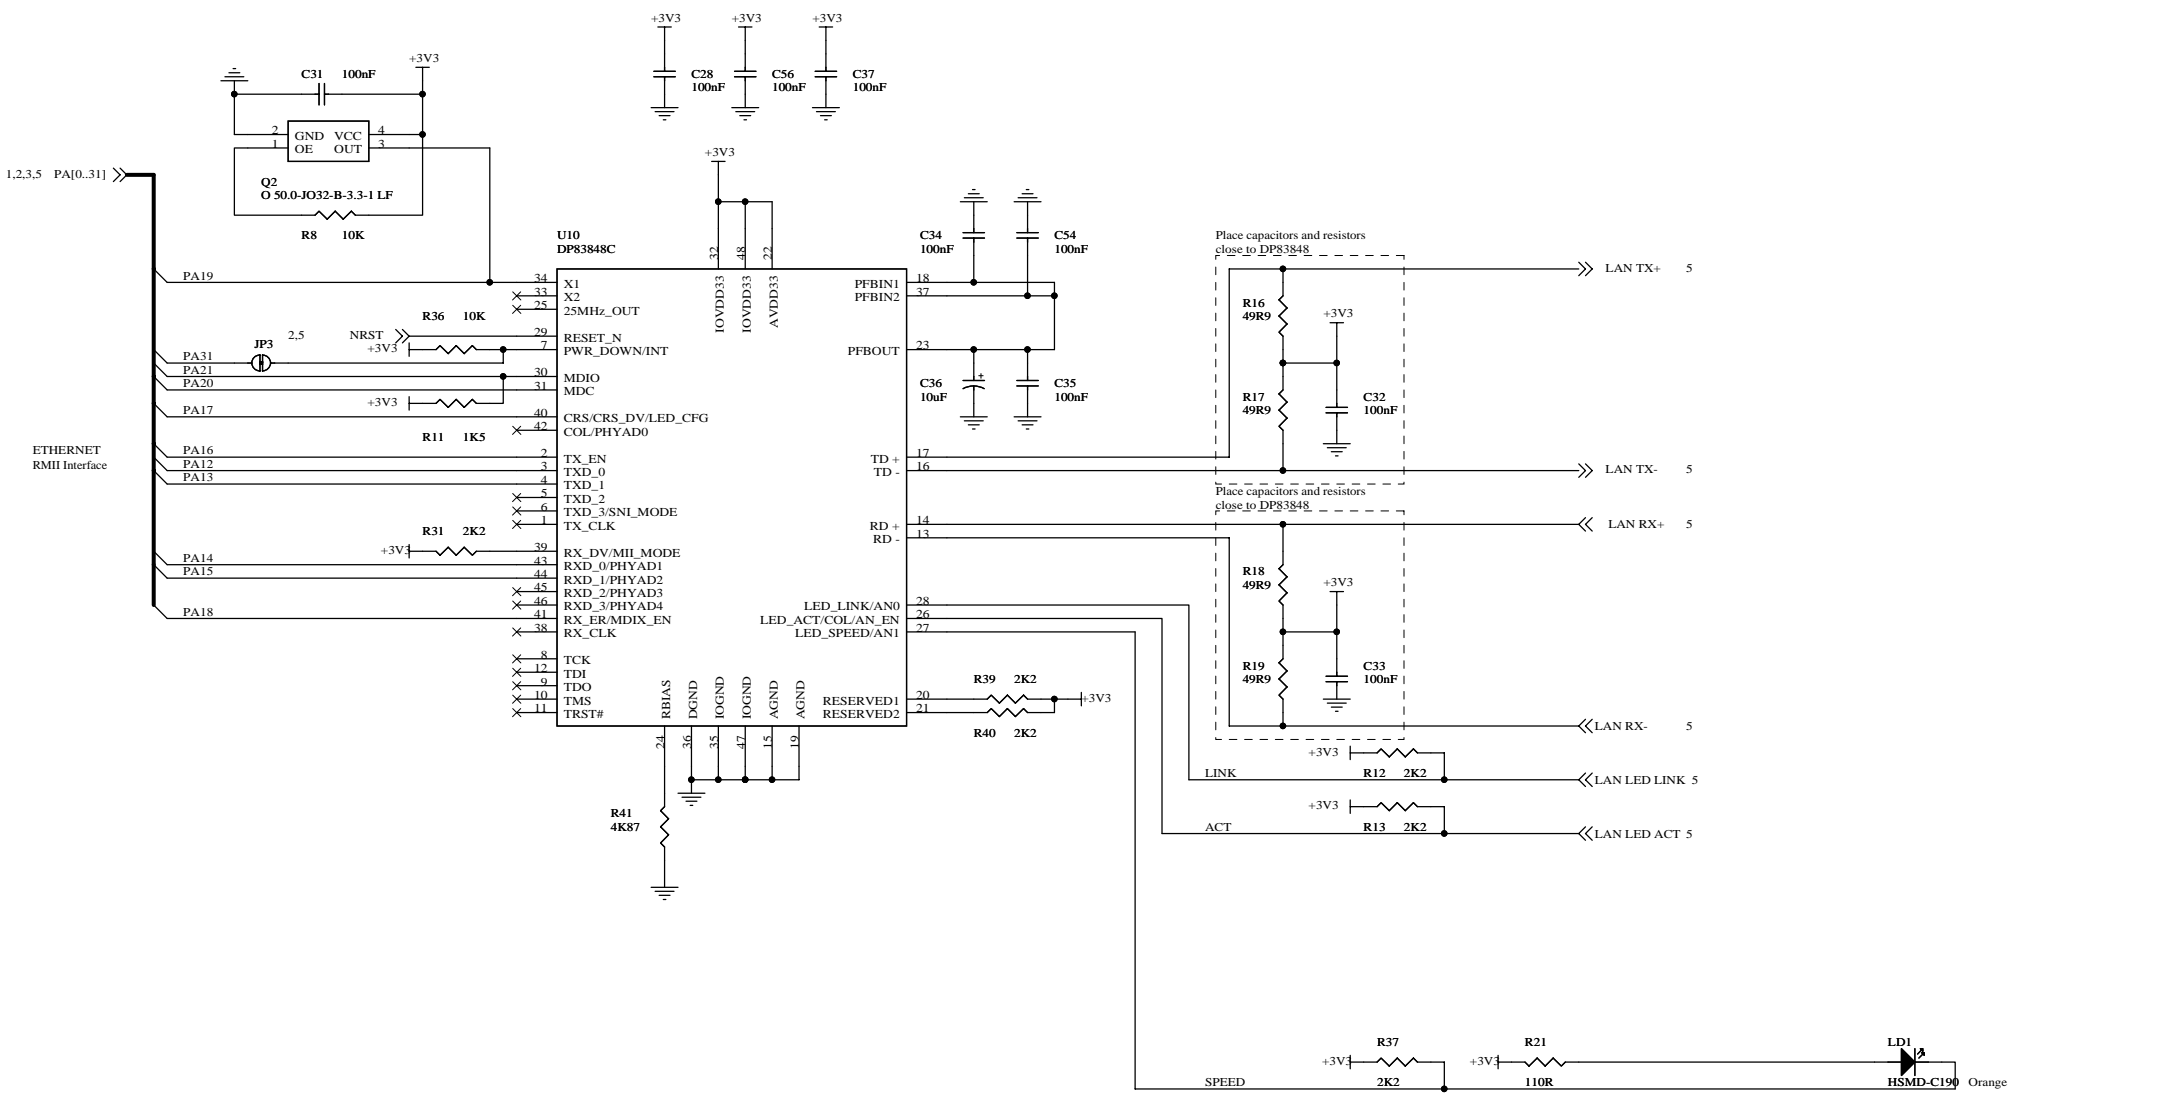 +3V3 +3V3 +3V3
C28 100nF
C56 100nF
C37 100nF
C31 100nF
+3V3
2 GND VCC 4
1 OE OUT 3
Q2
O 50.0-JO32-B-3.3-1 LF
R8 10K
1,2,3,5 PA[0..31]
+3V3
U10
DP83848C
32 48 22
IOVDD33 IOVDD33 AVDD33
PA19 34 X1
33 X2
25 25MHz_OUT
R36 10K
2,5 NRST 29 RESET_N
+3V3 7 PWR_DOWN/INT
JP3
PA31
PA21 30 MDIO
PA20 31 MDC
+3V3
PA17 40 CRS/CRS_DV/LED_CFG
42 COL/PHYAD0
R11 1K5
ETHERNET
RMII Interface
PA16 2 TX_EN
PA12 3 TXD_0
PA13 4 TXD_1
5 TXD_2
6 TXD_3/SNI_MODE
1 TX_CLK
R31 2K2
+3V3 39 RX_DV/MII_MODE
PA14 43 RXD_0/PHYAD1
PA15 44 RXD_1/PHYAD2
45 RXD_2/PHYAD3
46 RXD_3/PHYAD4
PA18 41 RX_ER/MDIX_EN
38 RX_CLK
8 TCK
12 TDI
9 TDO
10 TMS
11 TRST#
RBIAS DGND IOGND IOGND AGND AGND
24 36 35 47 15 19
R41
4K87
C34
100nF
C54
100nF
PFBIN1 18
PFBIN2 37
PFBOUT 23
C36
10uF
C35
100nF
TD + 17
TD - 16
RD + 14
RD - 13
LED_LINK/AN0 28
LED_ACT/COL/AN_EN 26
LED_SPEED/AN1 27
RESERVED1 20
RESERVED2 21
R39 2K2
+3V3
R40 2K2
Place capacitors and resistors
close to DP83848
R16
49R9
+3V3
R17
49R9
C32
100nF
LAN TX+ 5
LAN TX- 5
Place capacitors and resistors
close to DP83848
R18
49R9
+3V3
R19
49R9
C33
100nF
LAN RX+ 5
LAN RX- 5
+3V3
LINK R12 2K2 LAN LED LINK 5
+3V3
ACT R13 2K2 LAN LED ACT 5
R37 R21 LD1
+3V3 +3V3
SPEED 2K2 110R HSMD-C190 Orange